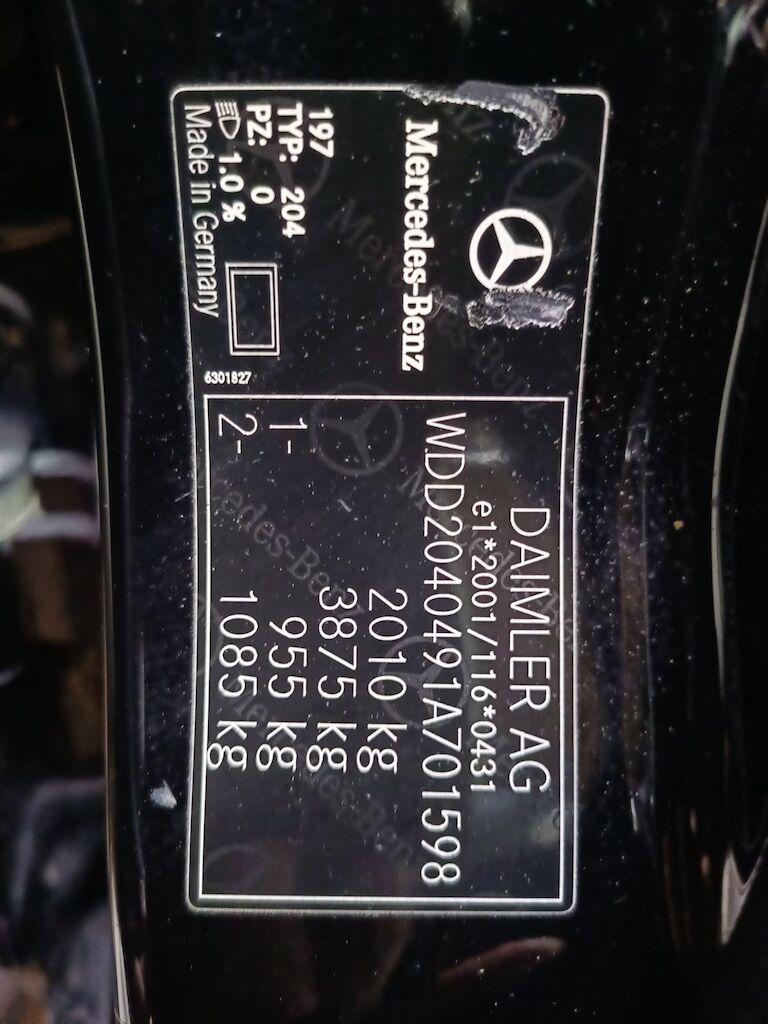 Mercedes-Benz
197
TYP: 204
PZ: 0
1.0 %
Made in Germany
6301827
DAIMLER AG
e1*2001/116*0431
WDD2040491A701598
2010 kg
3875 kg
1- 955 kg
2- 1085 kg